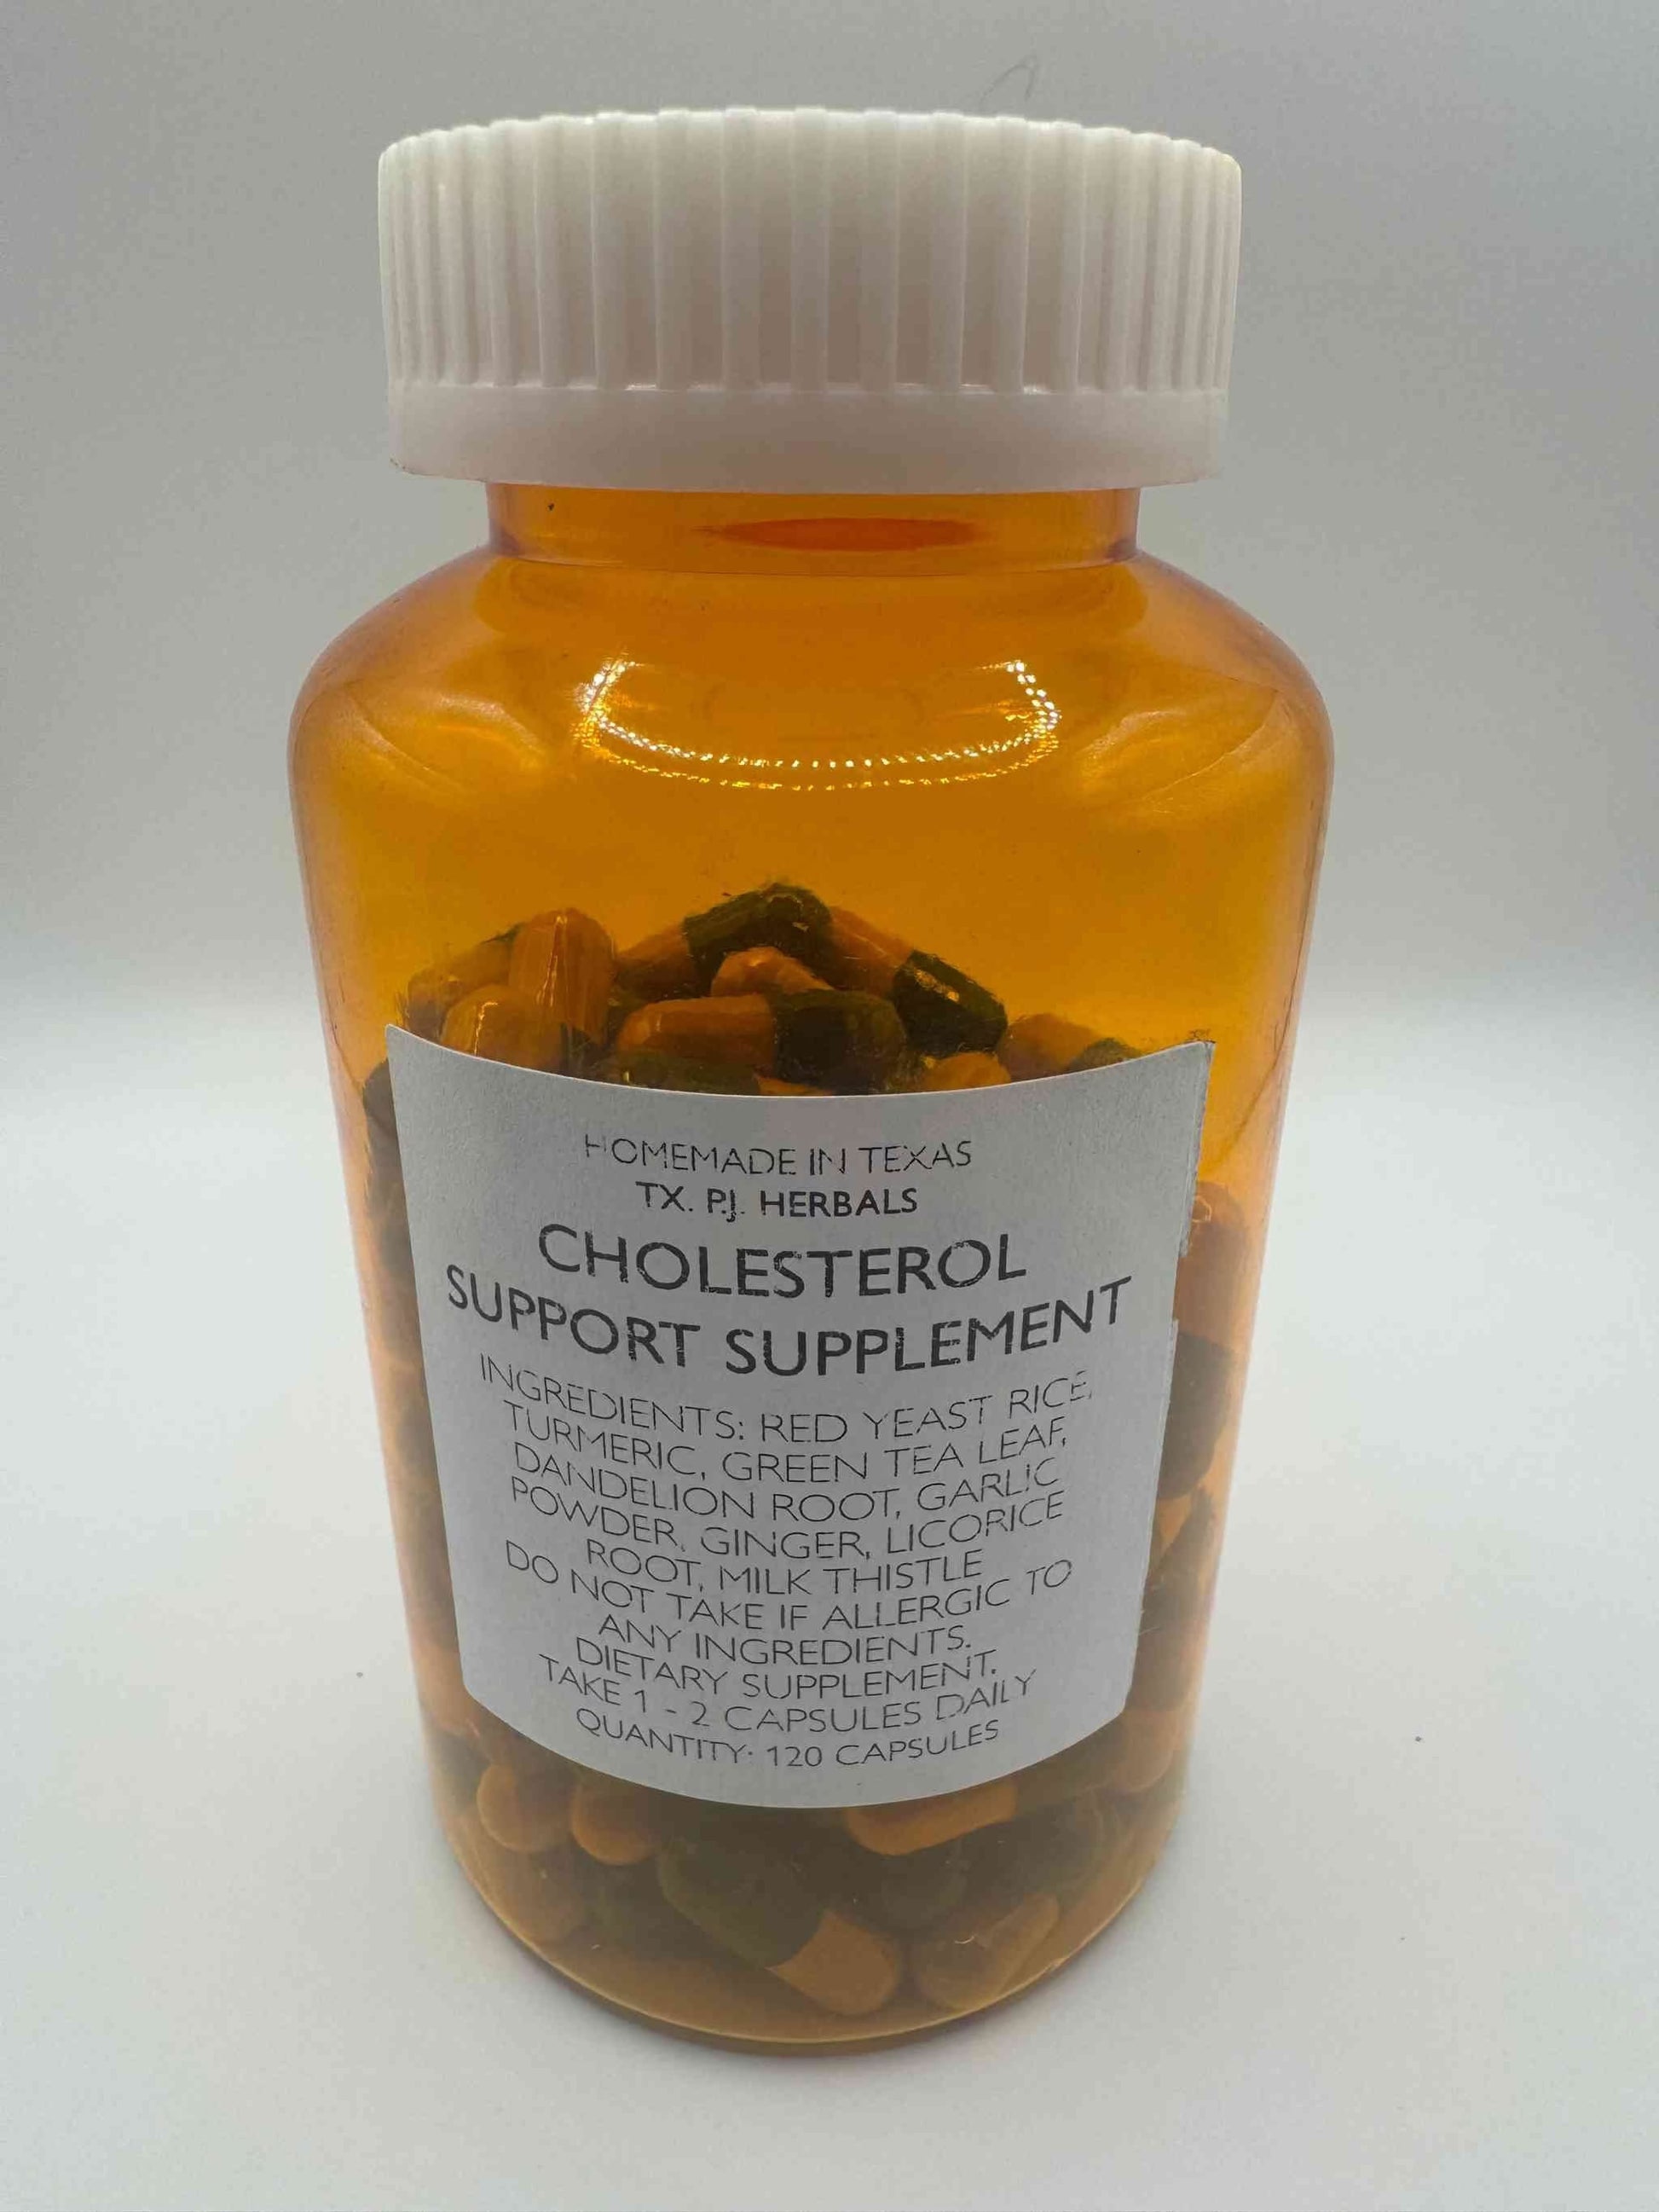 HOMEMADE IN TEXAS
TX. P.J. HERBALS
CHOLESTEROL
SUPPORT SUPPLEMENT
INGREDIENTS: RED YEAST RICE,
TURMERIC, GREEN TEA LEAF,
DANDELION ROOT, GARLIC
POWDER, GINGER, LICORICE
ROOT, MILK THISTLE
DO NOT TAKE IF ALLERGIC TO
ANY INGREDIENTS.
DIETARY SUPPLEMENT.
TAKE 1 - 2 CAPSULES DAILY
QUANTITY: 120 CAPSULES